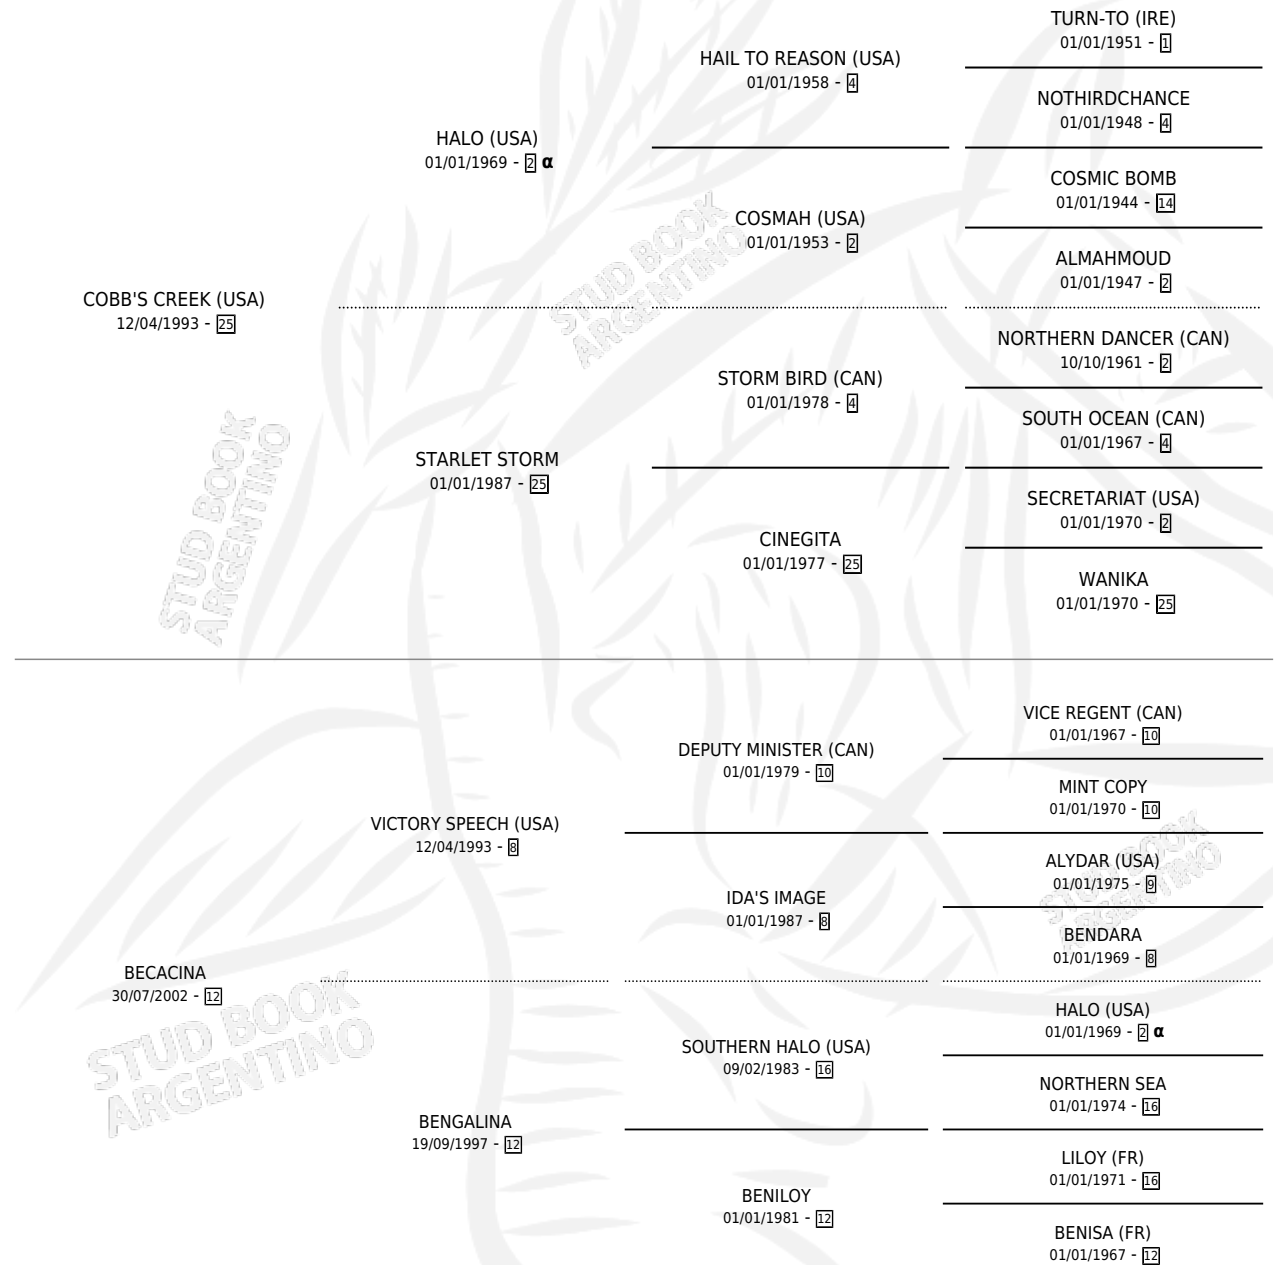 TURN-TO (IRE)
01/01/1951 - 1
HAIL TO REASON (USA)
01/01/1958 - 4
NOTHIRDCHANCE
01/01/1948 - 4
HALO (USA)
01/01/1969 - 2 α
COSMIC BOMB
01/01/1944 - 14
COSMAH (USA)
01/01/1953 - 2
ALMAHMOUD
01/01/1947 - 2
COBB'S CREEK (USA)
12/04/1993 - 25
NORTHERN DANCER (CAN)
10/10/1961 - 2
STORM BIRD (CAN)
01/01/1978 - 4
SOUTH OCEAN (CAN)
01/01/1967 - 4
STARLET STORM
01/01/1987 - 25
SECRETARIAT (USA)
01/01/1970 - 2
CINEGITA
01/01/1977 - 25
WANIKA
01/01/1970 - 25
VICE REGENT (CAN)
01/01/1967 - 10
DEPUTY MINISTER (CAN)
01/01/1979 - 10
MINT COPY
01/01/1970 - 10
VICTORY SPEECH (USA)
12/04/1993 - 8
ALYDAR (USA)
01/01/1975 - 9
IDA'S IMAGE
01/01/1987 - 8
BENDARA
01/01/1969 - 8
BECACINA
30/07/2002 - 12
HALO (USA)
01/01/1969 - 2 α
SOUTHERN HALO (USA)
09/02/1983 - 16
NORTHERN SEA
01/01/1974 - 16
BENGALINA
19/09/1997 - 12
LILOY (FR)
01/01/1971 - 16
BENILOY
01/01/1981 - 12
BENISA (FR)
01/01/1967 - 12
STUD BOOK
ARGENTINO
STUD BOOK
ARGENTINO
STUD BOOK
ARGENTINO
STUD BOOK
ARGENTINO